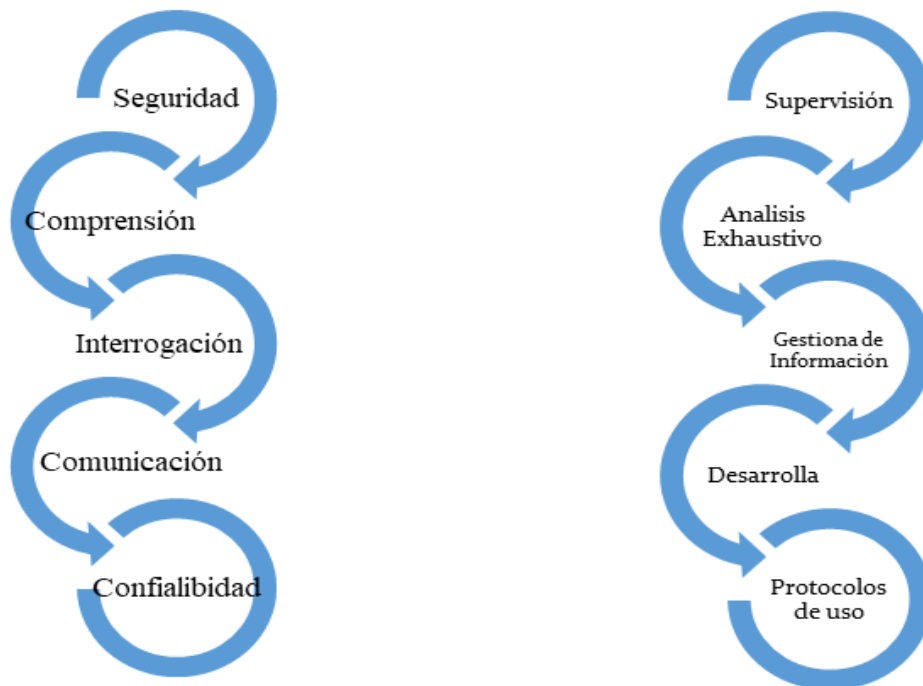 Seguridad
Comprensión
Interrogación
Comunicación
Confialibidad
Supervisión
Analisis
Exhaustivo
Gestiona de
Información
Desarrolla
Protocolos
de uso